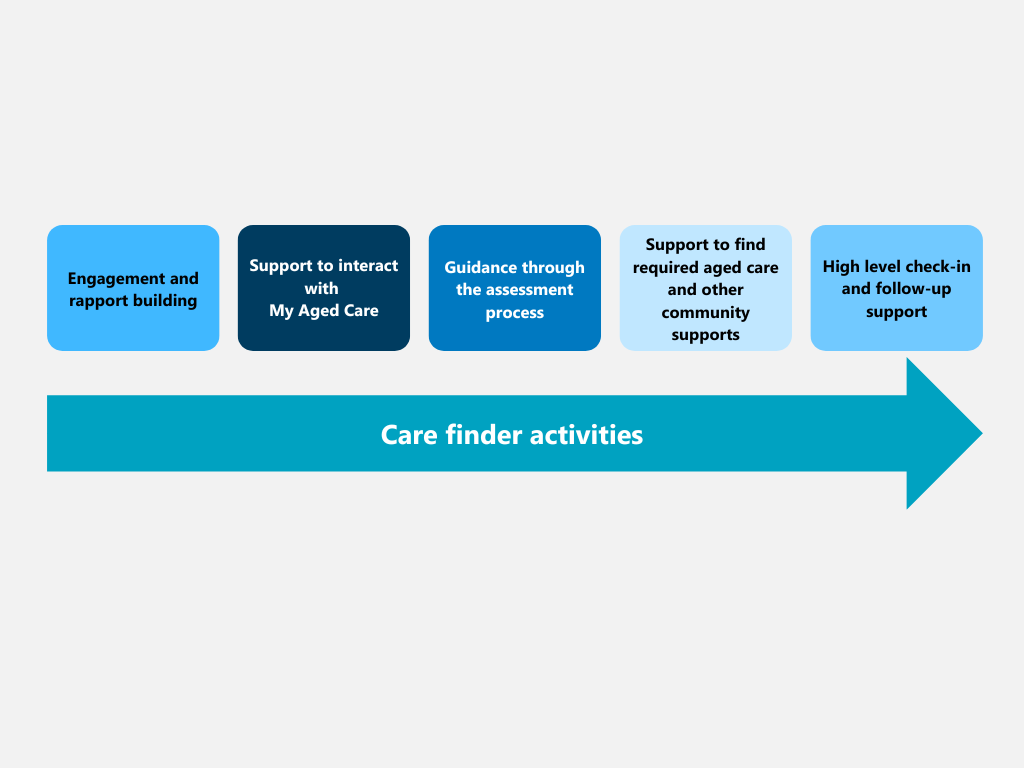 Engagement and
rapport building
Support to interact
with
My Aged Care
Guidance through
the assessment
process
Support to find
required aged care
and other
community
supports
High level check-in
and follow-up
support
Care finder activities